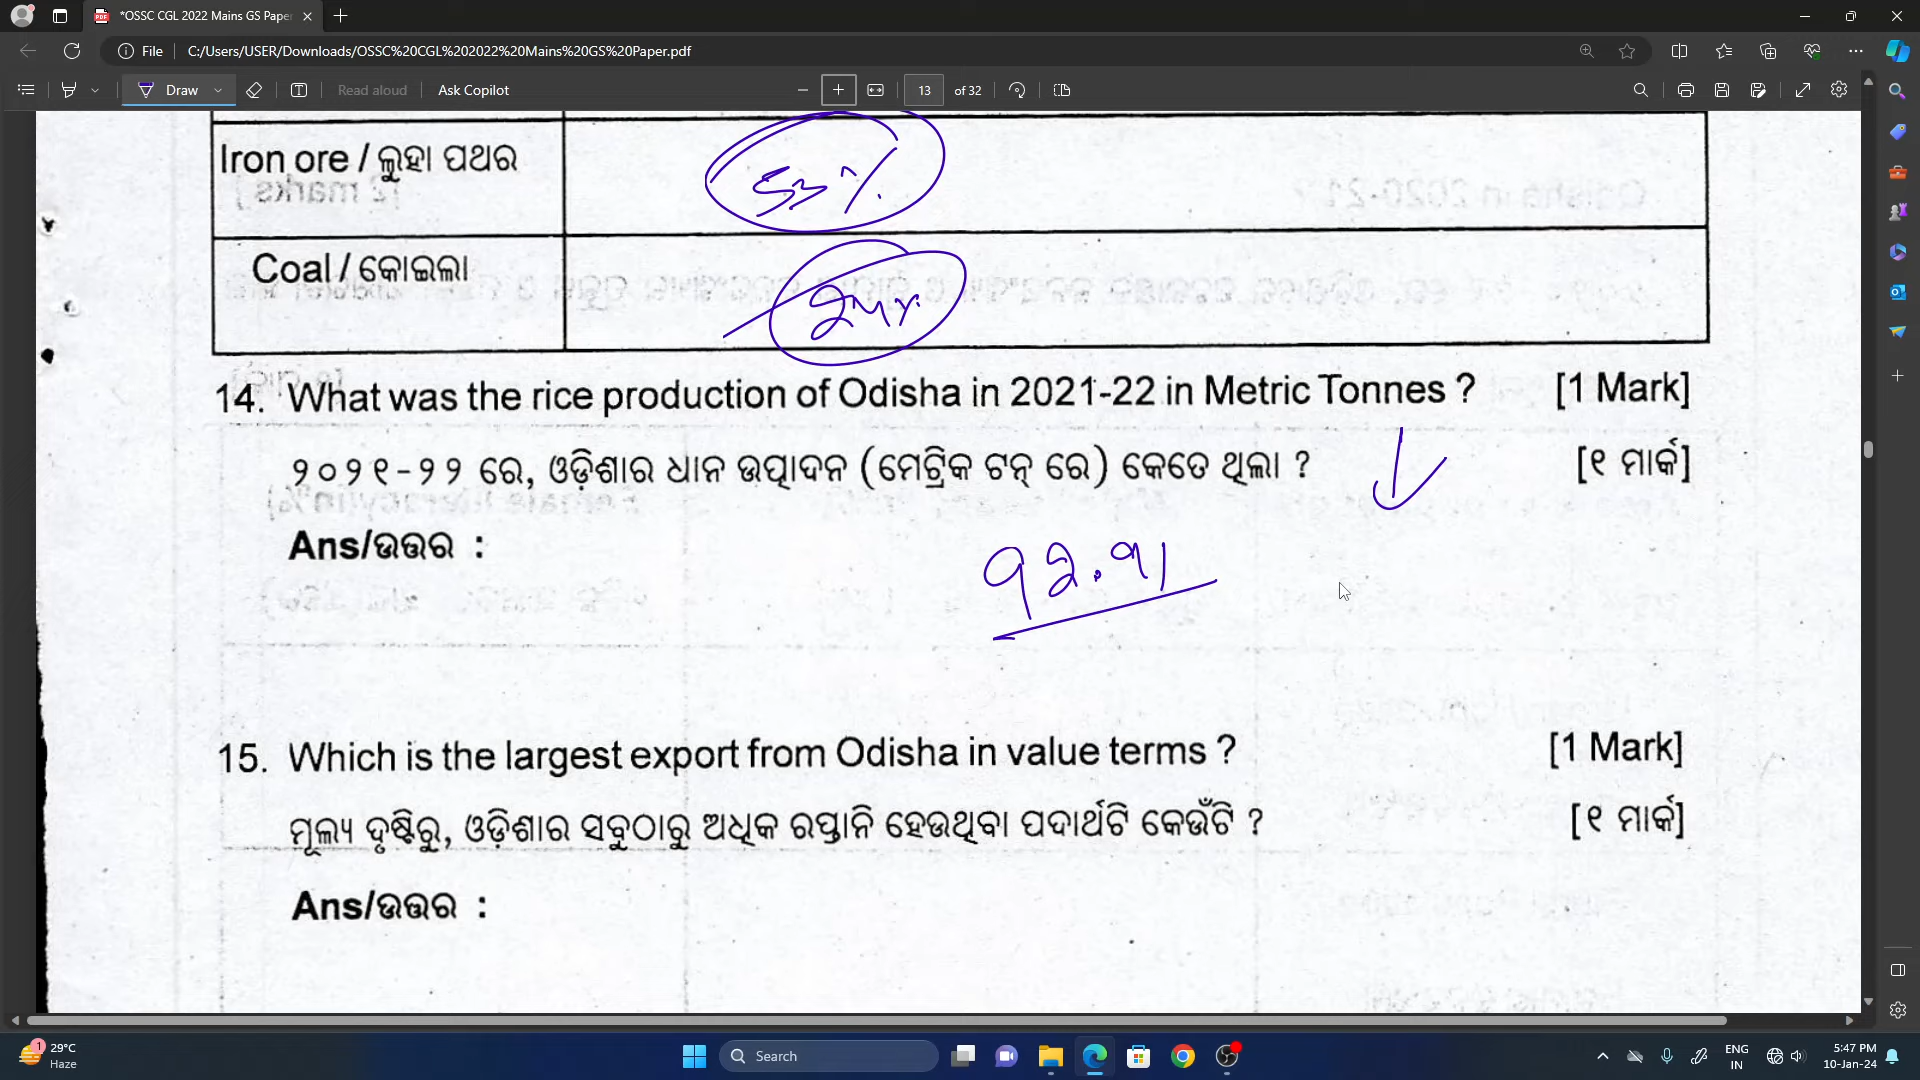 *OSSC CGL 2022 Mains GS Paper
File C:/Users/USER/Downloads/OSSC%20CGL%202022%20Mains%20GS%20Paper.pdf
Draw Read aloud Ask Copilot 13 of 32
Iron ore / ଲୁହା ପଥର 53%
Coal / କୋଇଲା
14. What was the rice production of Odisha in 2021-22 in Metric Tonnes ? [1 Mark]
୨୦୨୧-୨୨ ରେ, ଓଡ଼ିଶାର ଧାନ ଉତ୍ପାଦନ (ମେଟ୍ରିକ ଟନ୍ ରେ) କେତେ ଥିଲା ? [୧ ମାର୍କ]
Ans/ଉତ୍ତର :
92.91
15. Which is the largest export from Odisha in value terms ? [1 Mark]
ମୂଲ୍ୟ ଦୃଷ୍ଟିରୁ, ଓଡ଼ିଶାର ସବୁଠାରୁ ଅଧିକ ରପ୍ତାନି ହେଉଥିବା ପଦାର୍ଥଟି କେଉଁଟି ? [୧ ମାର୍କ]
Ans/ଉତ୍ତର :
1
29°C
Haze
Search
ENG
IN
5:47 PM
10-Jan-24